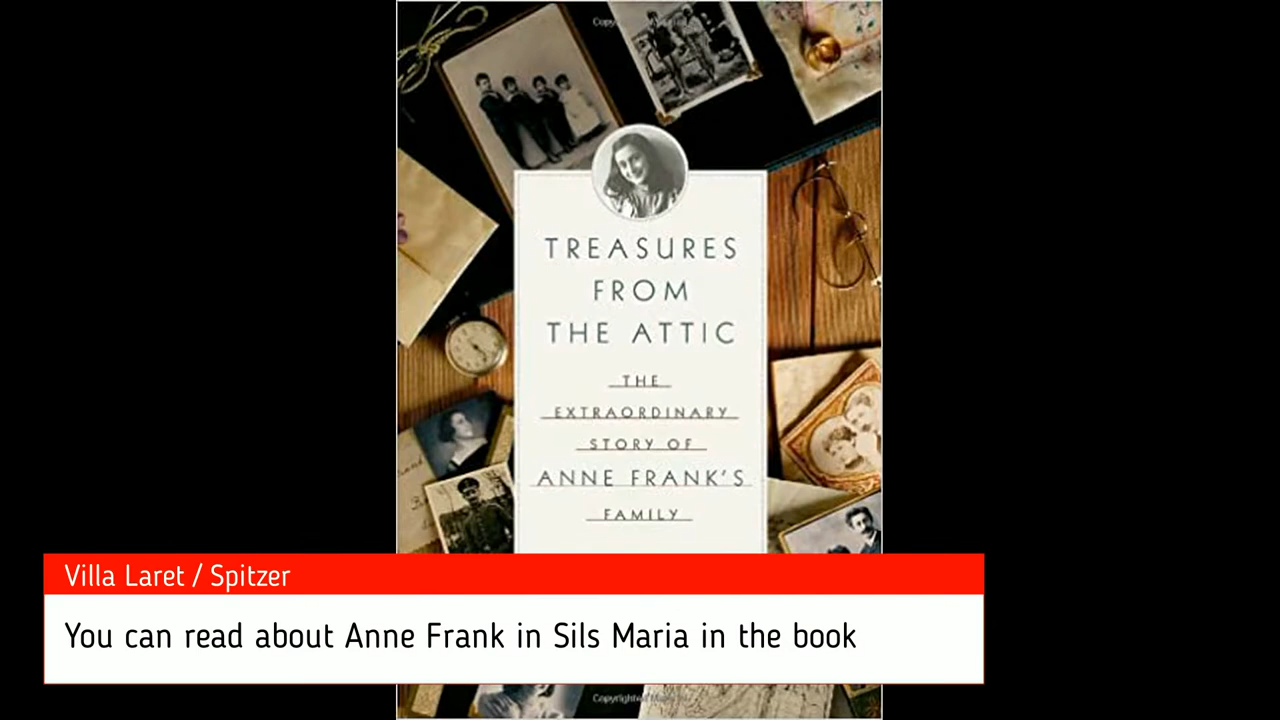 TREASURES
FROM
THE ATTIC
THE
EXTRAORDINARY
STORY OF
ANNE FRANK'S
FAMILY
Villa Laret / Spitzer
You can read about Anne Frank in Sils Maria in the book